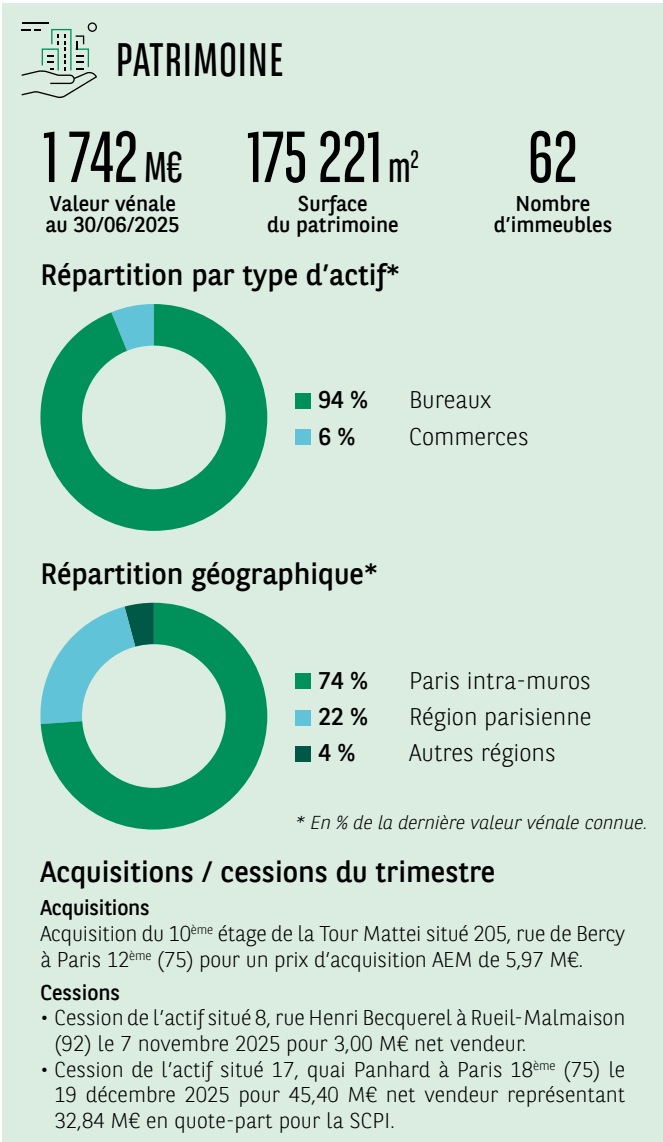 PATRIMOINE
1 742 M€
Valeur vénale
au 30/06/2025
175 221 m²
Surface
du patrimoine
62
Nombre
d'immeubles
Répartition par type d'actif*
94 % Bureaux
6 % Commerces
Répartition géographique*
74 % Paris intra-muros
22 % Région parisienne
4 % Autres régions
* En % de la dernière valeur vénale connue.
Acquisitions / cessions du trimestre
Acquisitions
Acquisition du 10ème étage de la Tour Mattei situé 205, rue de Bercy
à Paris 12ème (75) pour un prix d'acquisition AEM de 5,97 M€.
Cessions
• Cession de l'actif situé 8, rue Henri Becquerel à Rueil-Malmaison
(92) le 7 novembre 2025 pour 3,00 M€ net vendeur.
• Cession de l'actif situé 17, quai Panhard à Paris 18ème (75) le
19 décembre 2025 pour 45,40 M€ net vendeur représentant
32,84 M€ en quote-part pour la SCPI.